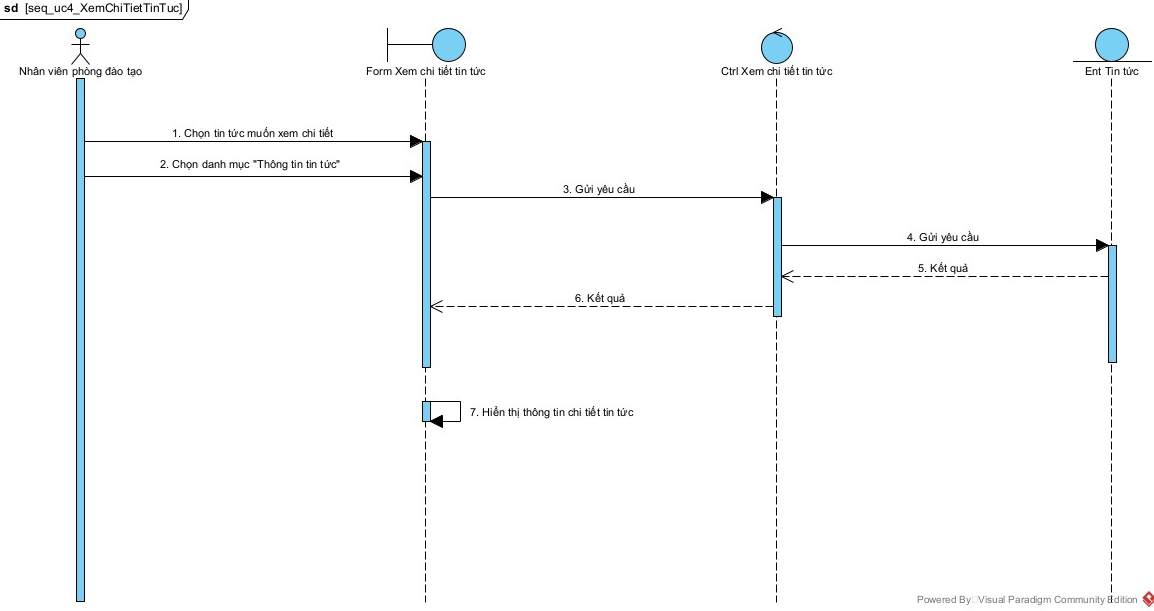 sd [seq_uc4_XemChiTietTinTuc]
Nhân viên phòng đào tạo
Form Xem chi tiết tin tức
Ctrl Xem chi tiết tin tức
Ent Tin tức
1. Chọn tin tức muốn xem chi tiết
2. Chọn danh mục "Thông tin tin tức"
3. Gửi yêu cầu
4. Gửi yêu cầu
5. Kết quả
6. Kết quả
7. Hiển thị thông tin chi tiết tin tức
Powered By Visual Paradigm Community Edition